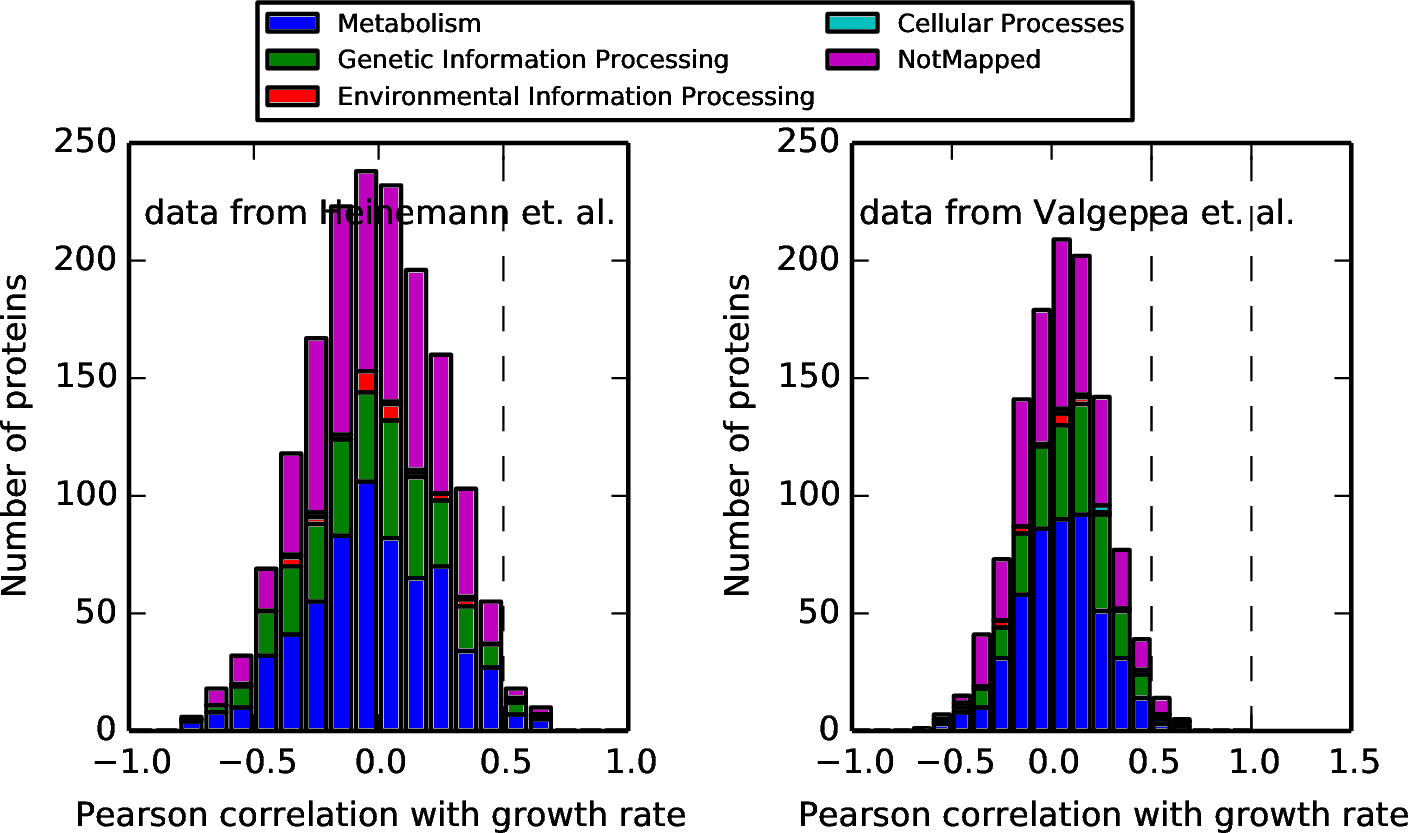 Metabolism
Genetic Information Processing
Environmental Information Processing
Cellular Processes
NotMapped
250
200
150
100
50
0
Number of proteins
data from Heinemann et. al.
−1.0 −0.5 0.0 0.5 1.0
Pearson correlation with growth rate
250
200
150
100
50
0
Number of proteins
data from Valgepea et. al.
−1.0 −0.5 0.0 0.5 1.0 1.5
Pearson correlation with growth rate